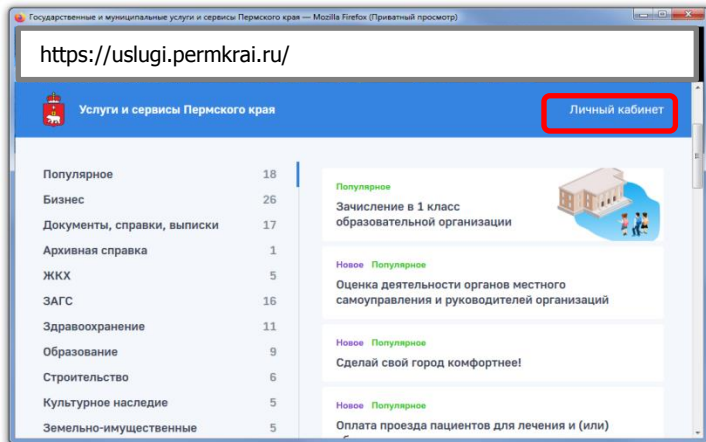 Государственные и муниципальные услуги и сервисы Пермского края — Mozilla Firefox (Приватный просмотр)
https://uslugi.permkrai.ru/
Услуги и сервисы Пермского края
Личный кабинет
Популярное 18
Бизнес 26
Документы, справки, выписки 17
Архивная справка 1
ЖКХ 5
ЗАГС 16
Здравоохранение 11
Образование 9
Строительство 6
Культурное наследие 5
Земельно-имущественные 5
Популярное
Зачисление в 1 класс
образовательной организации
Новое Популярное
Оценка деятельности органов местного
самоуправления и руководителей организаций
Новое Популярное
Сделай свой город комфортнее!
Новое Популярное
Оплата проезда пациентов для лечения и (или)